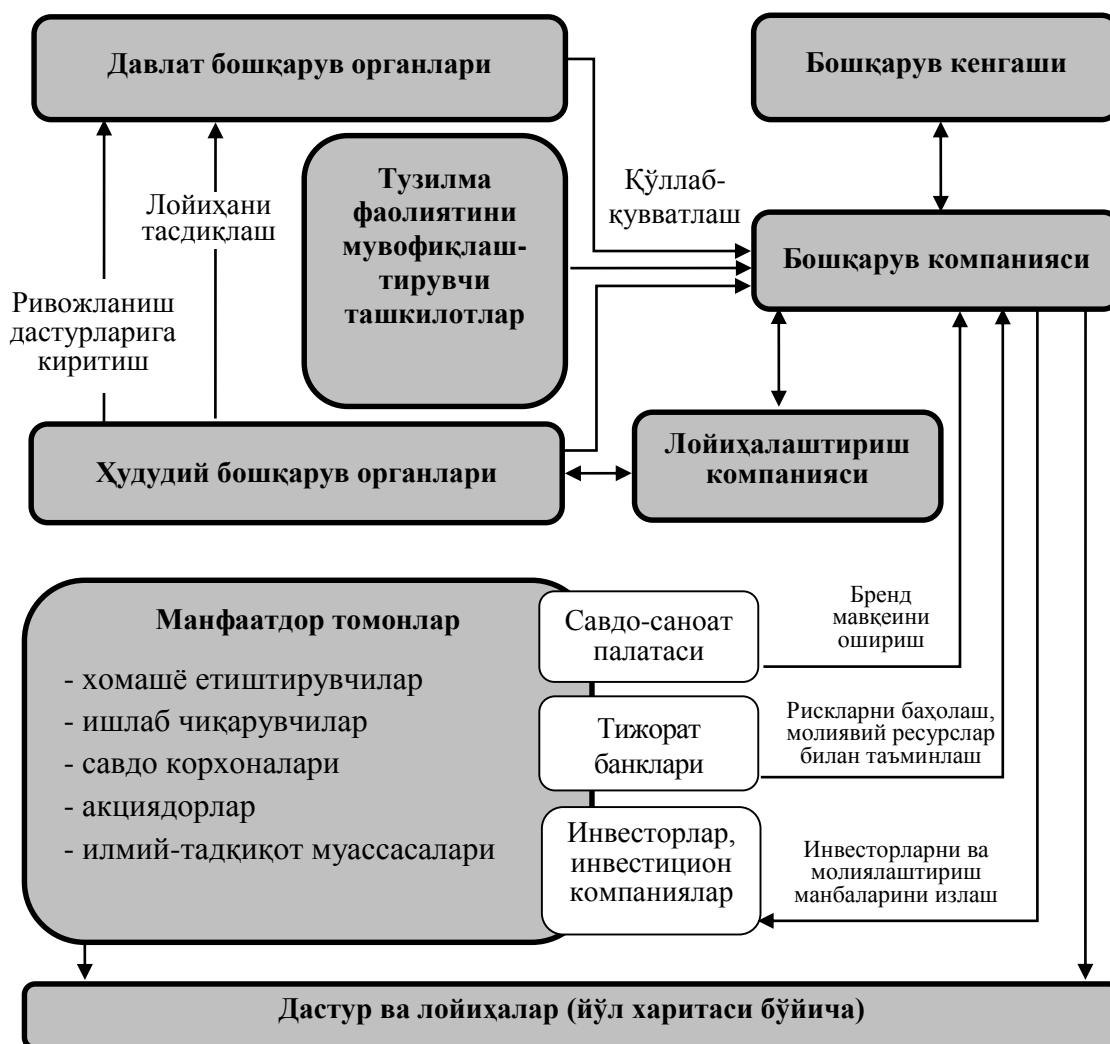 Давлат бошқарув органлари
Бошқарув кенгаши
Тузилма
фаолиятини
мувофиқлаш-
тирувчи
ташкилотлар
Қўллаб-
қувватлаш
Лойиҳани
тасдиқлаш
Бошқарув компанияси
Ривожланиш
дастурларига
киритиш
Ҳудудий бошқарув органлари
Лойиҳалаштириш
компанияси
Манфаатдор томонлар
- хомашё етиштирувчилар
- ишлаб чиқарувчилар
- савдо корхоналари
- акциядорлар
- илмий-тадқиқот муассасалари
Савдо-саноат
палатаси
Бренд
мавқеини
ошириш
Тижорат
банклари
Рискларни баҳолаш,
молиявий ресурслар
билан таъминлаш
Инвесторлар,
инвестицион
компаниялар
Инвесторларни ва
молиялаштириш
манбаларини излаш
Дастур ва лойиҳалар (йўл харитаси бўйича)